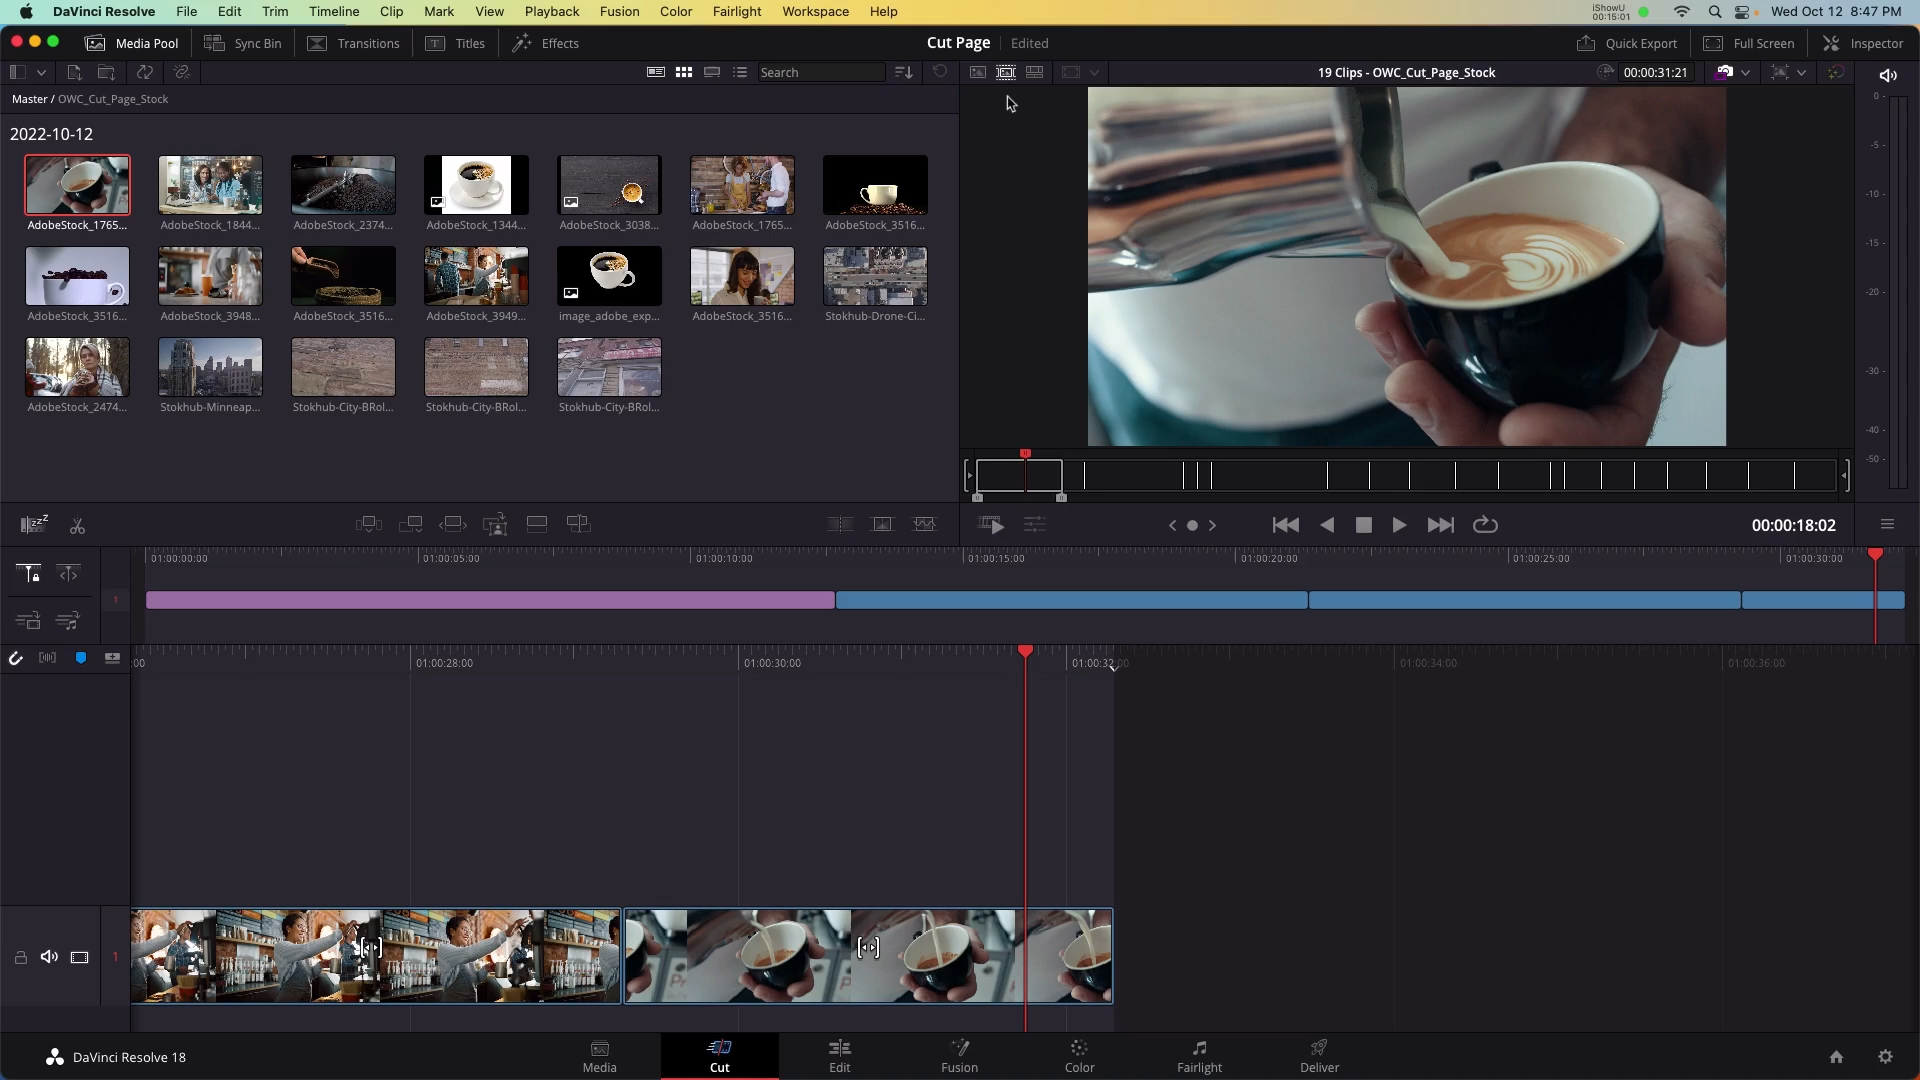 DaVinci Resolve File Edit Trim Timeline Clip Mark View Playback Fusion Color Fairlight Workspace Help
iShowU
00:15:01
Wed Oct 12 8:47 PM
Media Pool Sync Bin Transitions Titles Effects
Cut Page Edited
Quick Export Full Screen Inspector
Search
19 Clips - OWC_Cut_Page_Stock
00:00:31:21
Master / OWC_Cut_Page_Stock
2022-10-12
AdobeStock_1765... AdobeStock_1844... AdobeStock_2374... AdobeStock_1344... AdobeStock_3038... AdobeStock_1765... AdobeStock_3516...
AdobeStock_3516... AdobeStock_3948... AdobeStock_3516... AdobeStock_3949... image_adobe_exp... AdobeStock_3516... Stokhub-Drone-Ci...
AdobeStock_2474... Stokhub-Minneap... Stokhub-City-BRol... Stokhub-City-BRol... Stokhub-City-BRol...
0
-5
-10
-15
-20
-30
-40
-50
00:00:18:02
01:00:00:00 01:00:05:00 01:00:10:00 01:00:15:00 01:00:20:00 01:00:25:00 01:00:30:00
1
:00 01:00:28:00 01:00:30:00 01:00:32:00 01:00:34:00 01:00:36:00
1
DaVinci Resolve 18
Media Cut Edit Fusion Color Fairlight Deliver